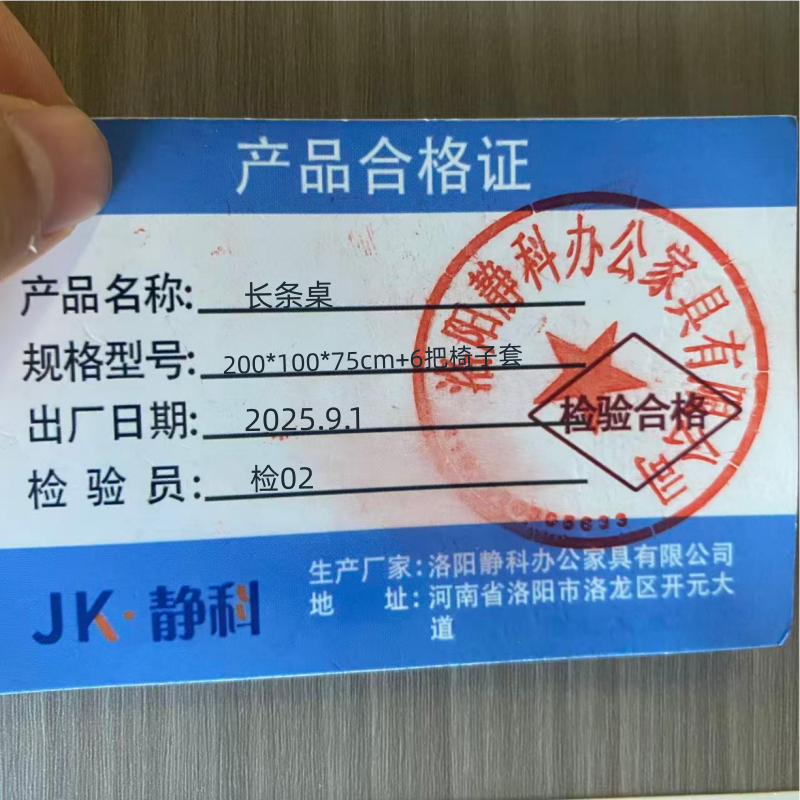 产品合格证
产品名称: 长条桌
规格型号: 200*100*75cm+6把椅子套
出厂日期: 2025.9.1
检验员: 检02
洛阳静科办公家具有限公司
检验合格
JK·静科
生产厂家:洛阳静科办公家具有限公司
地 址:河南省洛阳市洛龙区开元大
道